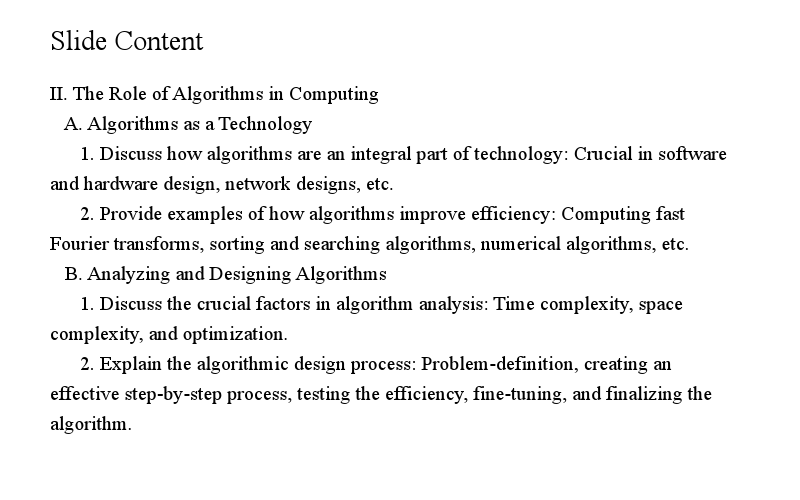 Slide Content
II. The Role of Algorithms in Computing
A. Algorithms as a Technology
1. Discuss how algorithms are an integral part of technology: Crucial in software
and hardware design, network designs, etc.
2. Provide examples of how algorithms improve efficiency: Computing fast
Fourier transforms, sorting and searching algorithms, numerical algorithms, etc.
B. Analyzing and Designing Algorithms
1. Discuss the crucial factors in algorithm analysis: Time complexity, space
complexity, and optimization.
2. Explain the algorithmic design process: Problem-definition, creating an
effective step-by-step process, testing the efficiency, fine-tuning, and finalizing the
algorithm.